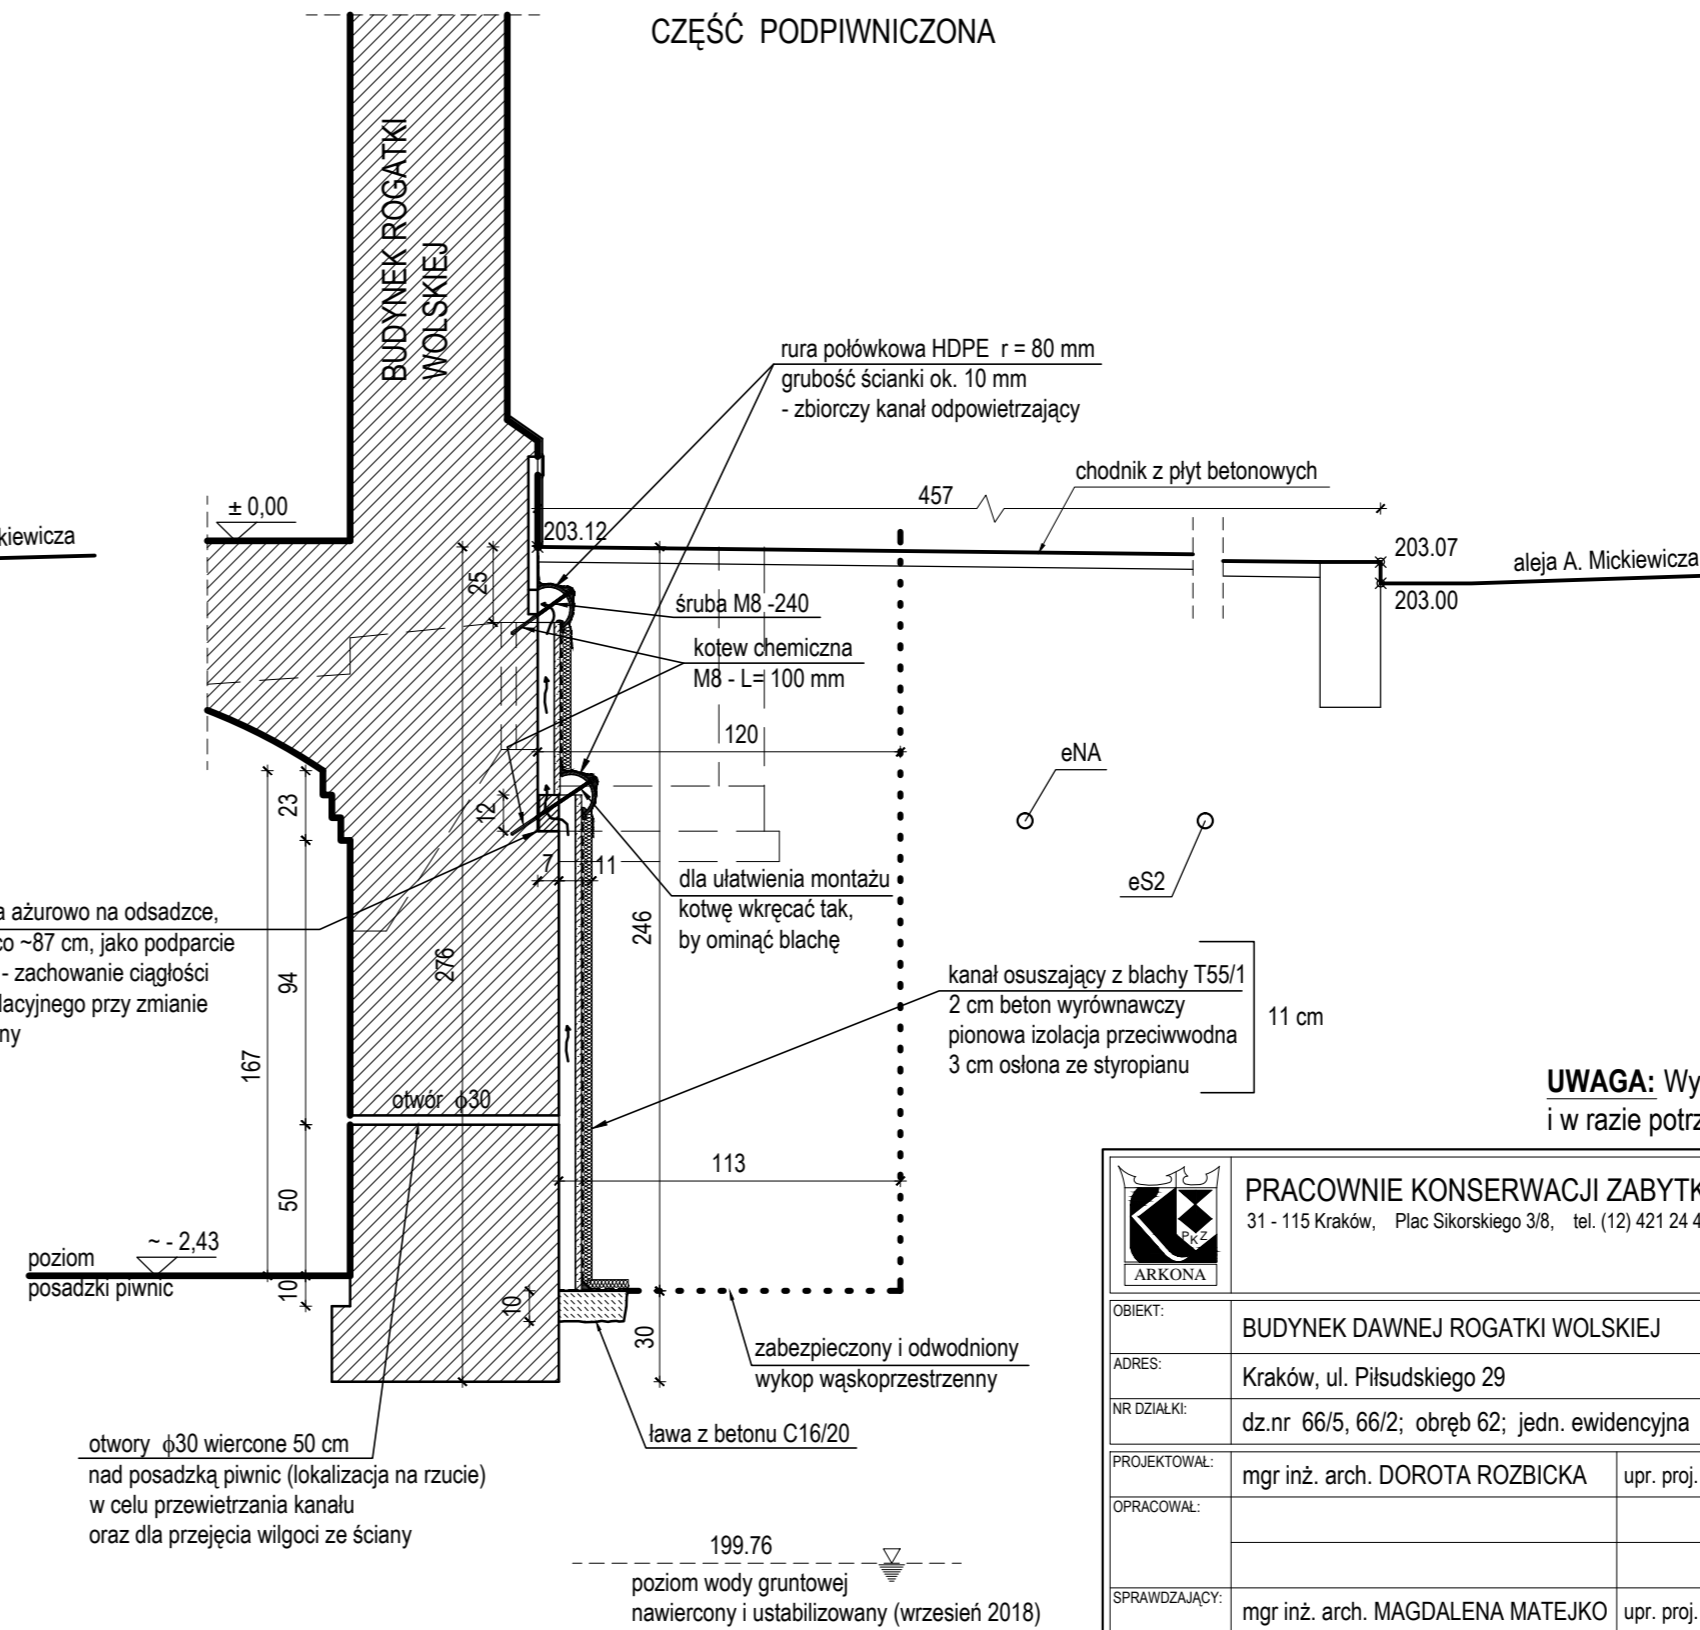 CZĘŚĆ PODPIWNICZONA
BUDYNEK ROGATKI
WOLSKIEJ
rura połówkowa HDPE r = 80 mm
grubość ścianki ok. 10 mm
- zbiorczy kanał odpowietrzający
chodnik z płyt betonowych
457
± 0,00
kiewicza
203.12
203.07
aleja A. Mickiewicza
203.00
25
śruba M8 -240
kotew chemiczna
M8 - L= 100 mm
120
eNA
23
12
7
11
eS2
dla ułatwienia montażu
kotwę wkręcać tak,
by ominąć blachę
a ażurowo na odsadzce,
co ~87 cm, jako podparcie
- zachowanie ciągłości
lacyjnego przy zmianie
ny
246
276
94
167
kanał osuszający z blachy T55/1
2 cm beton wyrównawczy
pionowa izolacja przeciwwodna
3 cm osłona ze styropianu
11 cm
UWAGA: Wy
i w razie potrz
otwór ϕ30
113
50
~ - 2,43
poziom
posadzki piwnic
10
10
30
zabezpieczony i odwodniony
wykop wąskoprzestrzenny
ława z betonu C16/20
otwory ϕ30 wiercone 50 cm
nad posadzką piwnic (lokalizacja na rzucie)
w celu przewietrzania kanału
oraz dla przejęcia wilgoci ze ściany
199.76
poziom wody gruntowej
nawiercony i ustabilizowany (wrzesień 2018)
PKZ
ARKONA
PRACOWNIE KONSERWACJI ZABYTK
31 - 115 Kraków, Plac Sikorskiego 3/8, tel. (12) 421 24 4
OBIEKT:
BUDYNEK DAWNEJ ROGATKI WOLSKIEJ
ADRES:
Kraków, ul. Piłsudskiego 29
NR DZIAŁKI:
dz.nr 66/5, 66/2; obręb 62; jedn. ewidencyjna
PROJEKTOWAŁ:
mgr inż. arch. DOROTA ROZBICKA upr. proj.
OPRACOWAŁ:
SPRAWDZAJĄCY:
mgr inż. arch. MAGDALENA MATEJKO upr. proj.